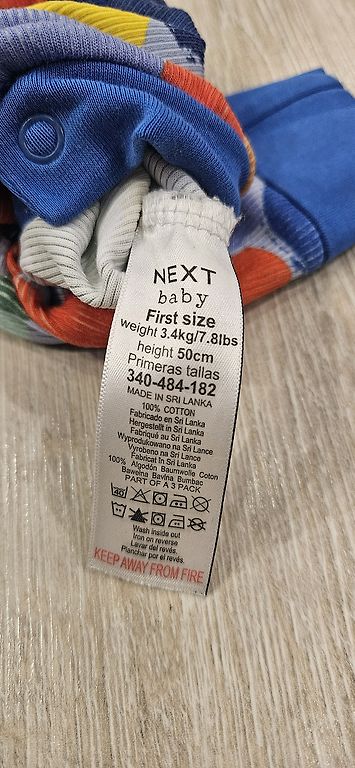 NEXT
baby
First size
weight 3.4kg/7.8lbs
height 50cm
Primeras tallas
340-484-182
MADE IN SRI LANKA
100% COTTON
Fabricado en Sri Lanka
Hergestellt in Sri Lanka
Fabriqué au Sri Lanka
Wyprodukowano na Sri Lance
Vyrobeno na Sri Lance
Fabricat în Sri Lanka
100% Algodón Baumwolle Coton
Bawełna Bavlna Bumbac
PART OF A 3 PACK
40
Wash inside out
Iron on reverse
Lavar del revés.
Planchar por el revés.
KEEP AWAY FROM FIRE